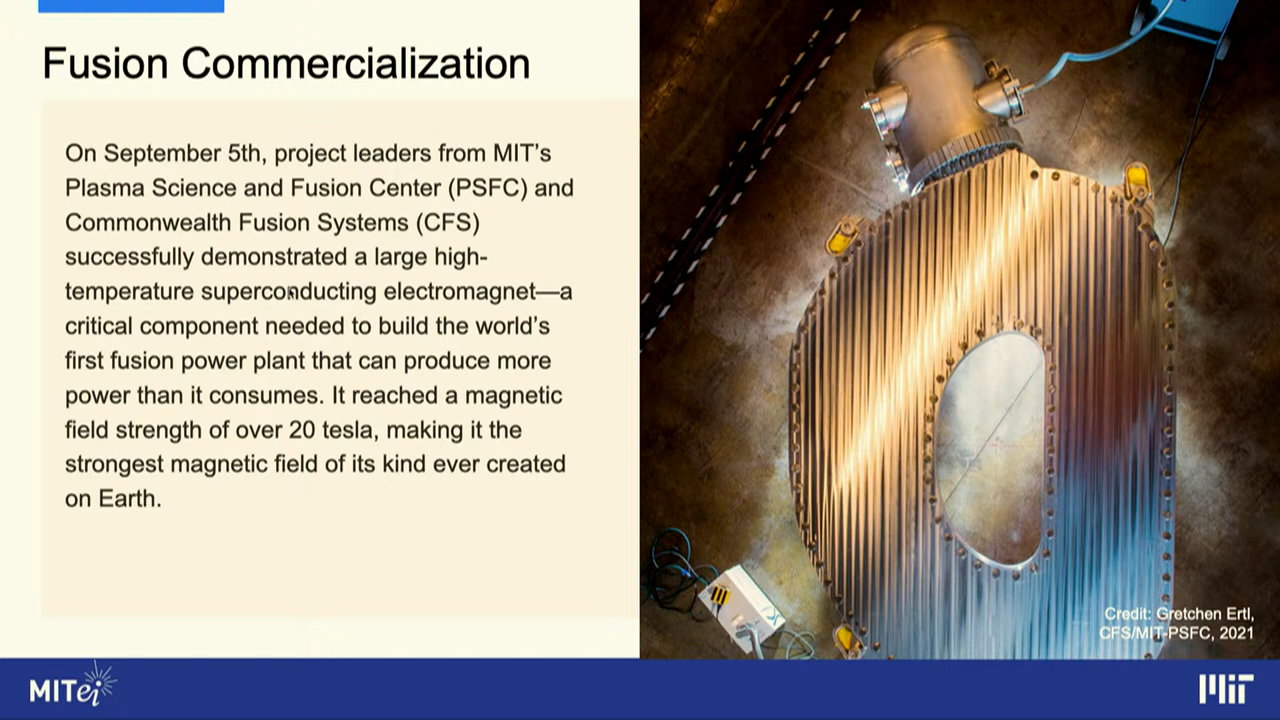 Fusion Commercialization
On September 5th, project leaders from MIT’s
Plasma Science and Fusion Center (PSFC) and
Commonwealth Fusion Systems (CFS)
successfully demonstrated a large high-
temperature superconducting electromagnet—a
critical component needed to build the world’s
first fusion power plant that can produce more
power than it consumes. It reached a magnetic
field strength of over 20 tesla, making it the
strongest magnetic field of its kind ever created
on Earth.
Credit: Gretchen Ertl,
CFS/MIT-PSFC, 2021
MITei
MIT